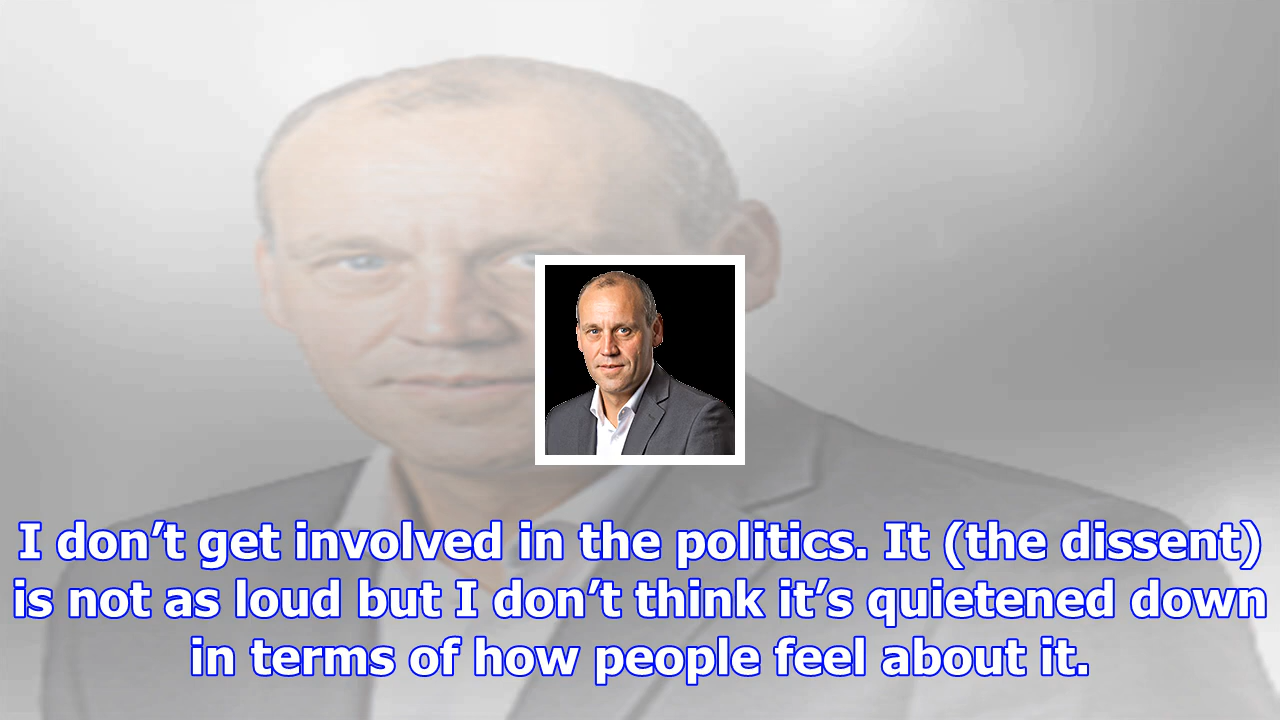 I don’t get involved in the politics. It (the dissent)
is not as loud but I don’t think it’s quietened down
in terms of how people feel about it.